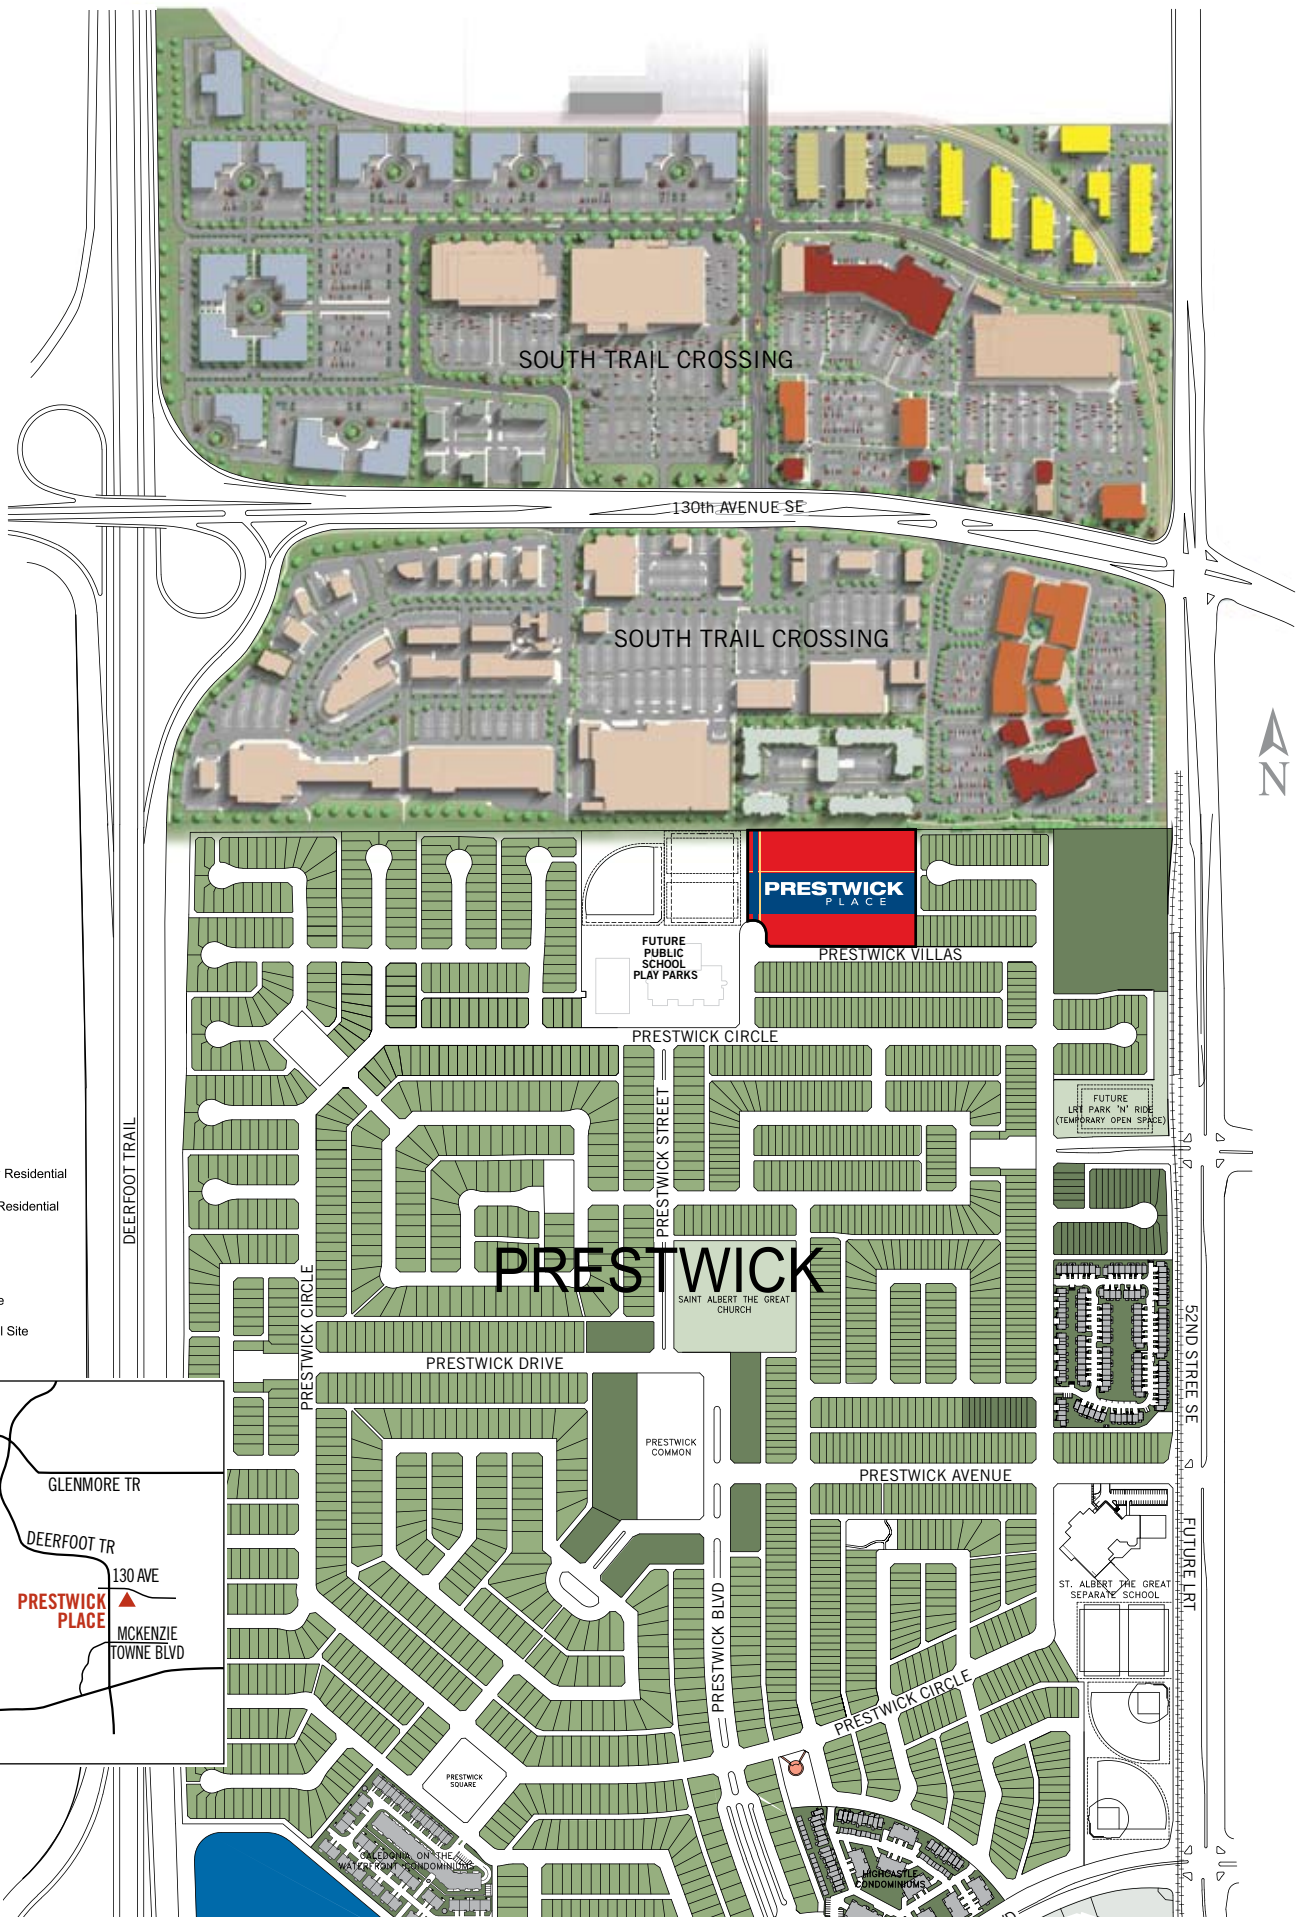 SOUTH TRAIL CROSSING
130th AVENUE SE
SOUTH TRAIL CROSSING
N
PRESTWICK
PLACE
FUTURE
PUBLIC
SCHOOL
PLAY PARKS
PRESTWICK VILLAS
PRESTWICK CIRCLE
FUTURE
LRT PARK 'N' RIDE
(TEMPORARY OPEN SPACE)
PRESTWICK STREET
DEERFOOT TRAIL
Residential
Residential
e
l Site
PRESTWICK
SAINT ALBERT THE GREAT
CHURCH
PRESTWICK CIRCLE
PRESTWICK DRIVE
52ND STREE SE
PRESTWICK
COMMON
PRESTWICK AVENUE
GLENMORE TR
DEERFOOT TR
130 AVE
PRESTWICK
PLACE
MCKENZIE
TOWNE BLVD
FUTURE LRT
ST. ALBERT THE GREAT
SEPARATE SCHOOL
PRESTWICK BLVD
PRESTWICK CIRCLE
PRESTWICK
SQUARE
CALEDONIA ON THE
WATERFRONT CONDOMINIUMS
HIGHCASTLE
CONDOMINIUMS